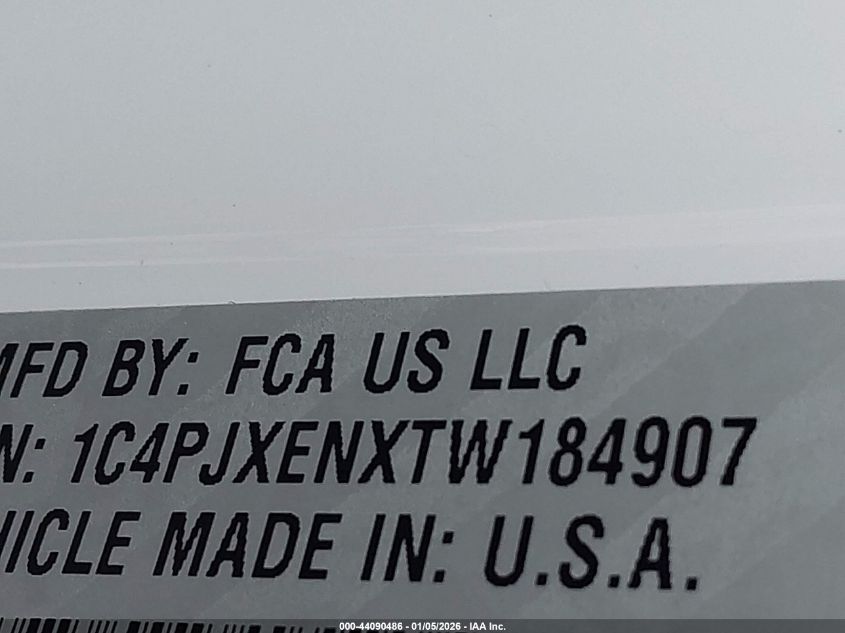 MFD BY: FCA US LLC
N: 1C4PJXENXTW184907
HICLE MADE IN: U.S.A.
000-44090486 - 01/05/2026 - IAA Inc.